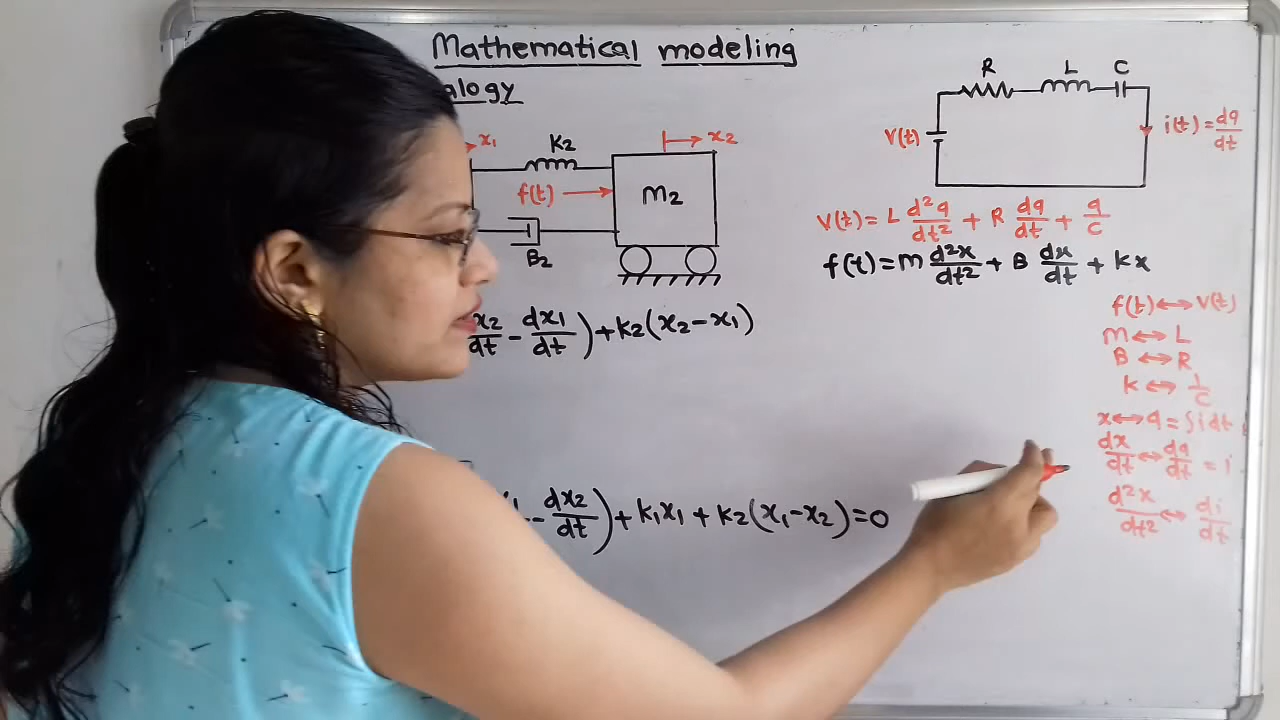 Mathematical modeling
alogy
x1
K2
x2
f(t)
M2
B2
R L C
V(t)
i(t) = dq/dt
V(t) = L d²q/dt² + R dq/dt + q/C
f(t) = M d²x/dt² + B dx/dt + Kx
x2/dt - dx1/dt) + K2(x2 - x1)
f(t) ↔ V(t)
M ↔ L
B ↔ R
K ↔ 1/C
x ↔ q = ∫i dt
dx/dt ↔ dq/dt = i
d²x/dt² ↔ di/dt
- dx2/dt) + K1x1 + K2(x1 - x2) = 0